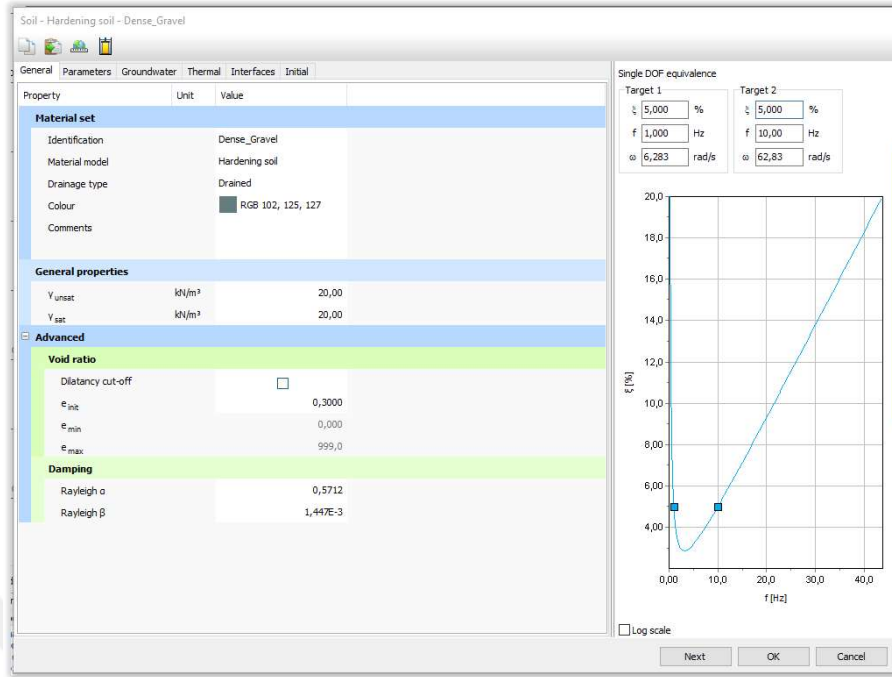 Soil - Hardening soil - Dense_Gravel
General Parameters Groundwater Thermal Interfaces Initial
Property Unit Value
Material set
Identification Dense_Gravel
Material model Hardening soil
Drainage type Drained
Colour RGB 102, 125, 127
Comments
General properties
γ unsat kN/m³ 20,00
γ sat kN/m³ 20,00
Advanced
Void ratio
Dilatancy cut-off
e init 0,3000
e min 0,000
e max 999,0
Damping
Rayleigh α 0,5712
Rayleigh β 1,447E-3
Single DOF equivalence
Target 1
ξ 5,000 %
f 1,000 Hz
ω 6,283 rad/s
Target 2
ξ 5,000 %
f 10,00 Hz
ω 62,83 rad/s
20,0
18,0
16,0
14,0
12,0
10,0
8,00
6,00
4,00
ξ [%]
0,00 10,0 20,0 30,0 40,0
f [Hz]
Log scale
Next OK Cancel